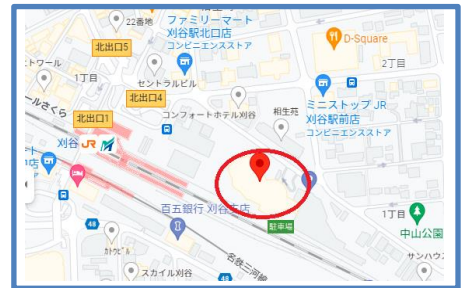 22番地
ファミリーマート
刈谷駅北口店
コンビニエンスストア
D-Square
北出口5
2丁目
トワール
1丁目
セントラルビル
北出口4
ミニストップ JR
刈谷駅前店
コンビニエンスストア
コンフォートホテル刈谷
相生苑
ールさくら
北出口1
刈谷 JR M
百五銀行 刈谷支店
駐車場
1丁目
中山公園
48
スカイル刈谷
48
名鉄三河線
サンハウ